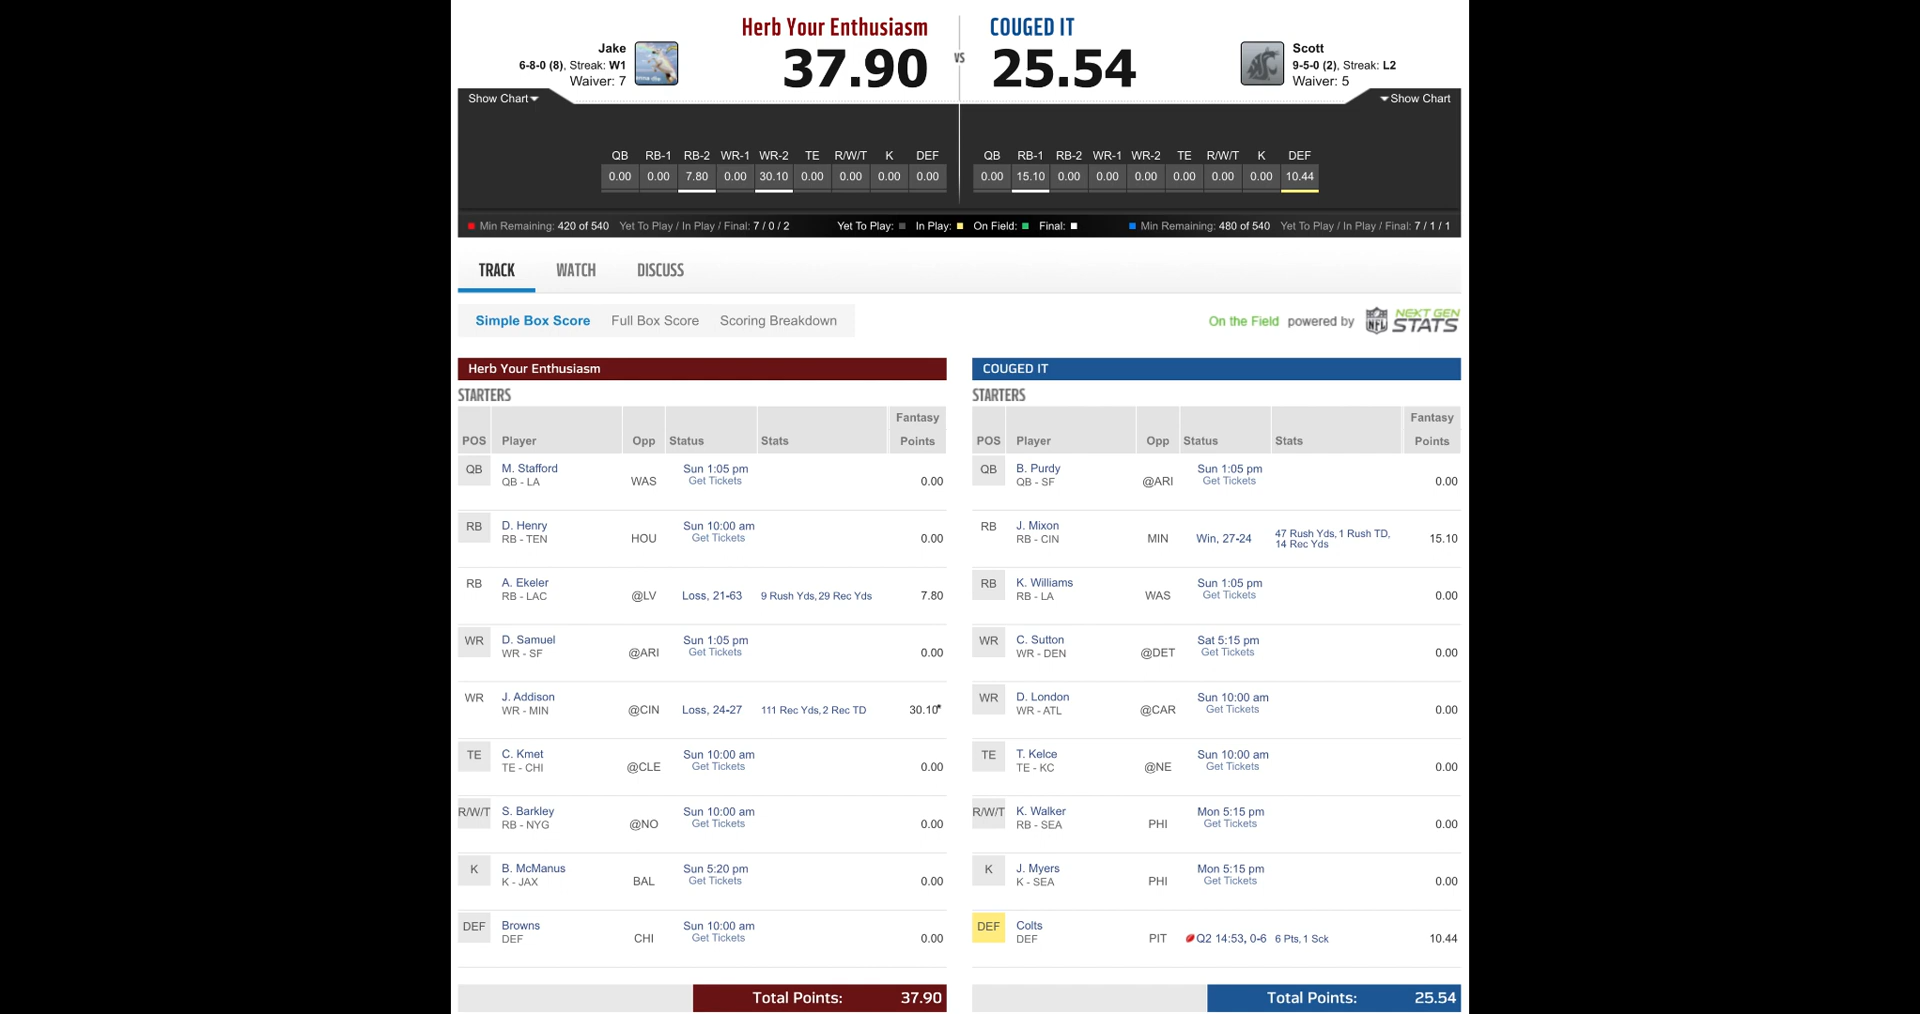 Herb Your Enthusiasm
COUGED IT
Jake
6-8-0 (8), Streak: W1
Waiver: 7
37.90
VS
25.54
Scott
9-5-0 (2), Streak: L2
Waiver: 5
Show Chart
Show Chart
QB RB-1 RB-2 WR-1 WR-2 TE R/W/T K DEF
0.00 0.00 7.80 0.00 30.10 0.00 0.00 0.00 0.00
QB RB-1 RB-2 WR-1 WR-2 TE R/W/T K DEF
0.00 15.10 0.00 0.00 0.00 0.00 0.00 0.00 10.44
Min Remaining: 420 of 540 Yet To Play / In Play / Final: 7 / 0 / 2
Yet To Play: In Play: On Field: Final:
Min Remaining: 480 of 540 Yet To Play / In Play / Final: 7 / 1 / 1
TRACK WATCH DISCUSS
Simple Box Score Full Box Score Scoring Breakdown
On the Field powered by NFL NEXT GEN STATS
Herb Your Enthusiasm
STARTERS
POS Player Opp Status Stats Fantasy Points
QB M. Stafford WAS Sun 1:05 pm 0.00
QB - LA Get Tickets
RB D. Henry HOU Sun 10:00 am 0.00
RB - TEN Get Tickets
RB A. Ekeler @LV Loss, 21-63 9 Rush Yds, 29 Rec Yds 7.80
RB - LAC
WR D. Samuel @ARI Sun 1:05 pm 0.00
WR - SF Get Tickets
WR J. Addison @CIN Loss, 24-27 111 Rec Yds, 2 Rec TD 30.10*
WR - MIN
TE C. Kmet @CLE Sun 10:00 am 0.00
TE - CHI Get Tickets
R/W/T S. Barkley @NO Sun 10:00 am 0.00
RB - NYG Get Tickets
K B. McManus BAL Sun 5:20 pm 0.00
K - JAX Get Tickets
DEF Browns CHI Sun 10:00 am 0.00
DEF Get Tickets
Total Points: 37.90
COUGED IT
STARTERS
POS Player Opp Status Stats Fantasy Points
QB B. Purdy @ARI Sun 1:05 pm 0.00
QB - SF Get Tickets
RB J. Mixon MIN Win, 27-24 47 Rush Yds, 1 Rush TD, 15.10
RB - CIN 14 Rec Yds
RB K. Williams WAS Sun 1:05 pm 0.00
RB - LA Get Tickets
WR C. Sutton @DET Sat 5:15 pm 0.00
WR - DEN Get Tickets
WR D. London @CAR Sun 10:00 am 0.00
WR - ATL Get Tickets
TE T. Kelce @NE Sun 10:00 am 0.00
TE - KC Get Tickets
R/W/T K. Walker PHI Mon 5:15 pm 0.00
RB - SEA Get Tickets
K J. Myers PHI Mon 5:15 pm 0.00
K - SEA Get Tickets
DEF Colts PIT Q2 14:53, 0-6 6 Pts, 1 Sck 10.44
DEF
Total Points: 25.54